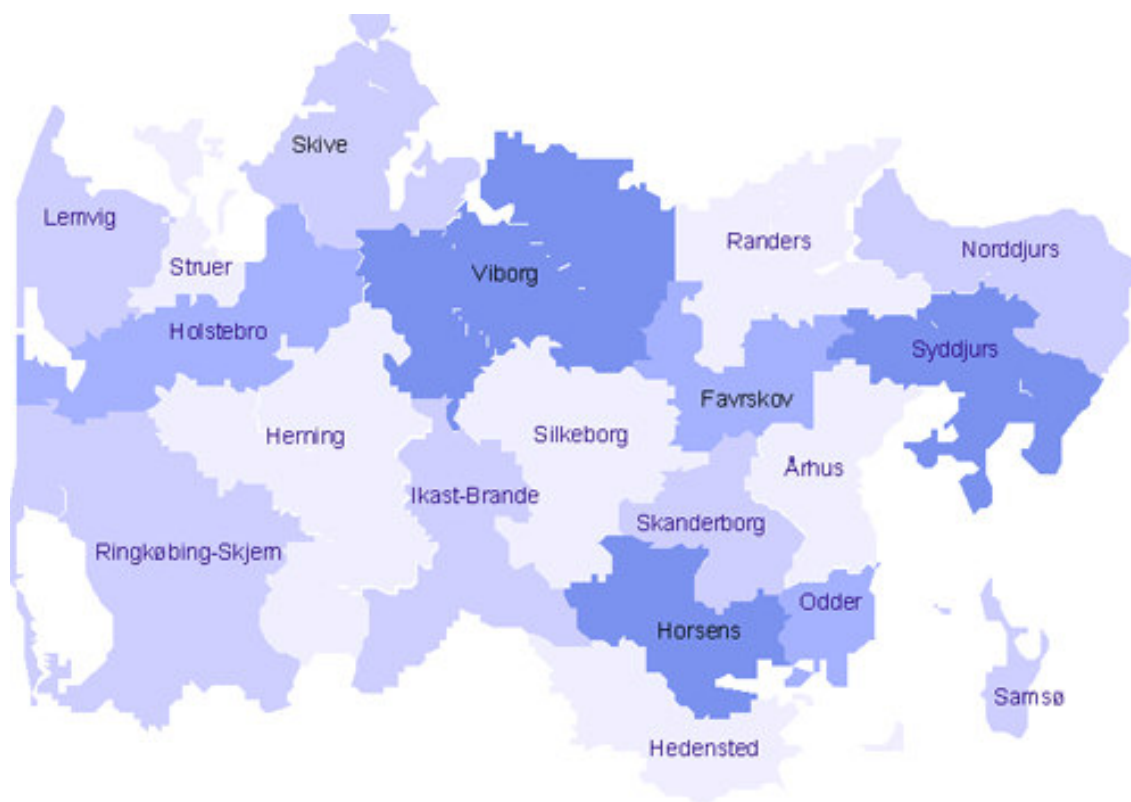 Skive
Lemvig
Randers
Norddjurs
Struer
Viborg
Holstebro
Syddjurs
Favrskov
Herning
Silkeborg
Århus
Ikast-Brande
Skanderborg
Ringkøbing-Skjern
Odder
Horsens
Samsø
Hedensted